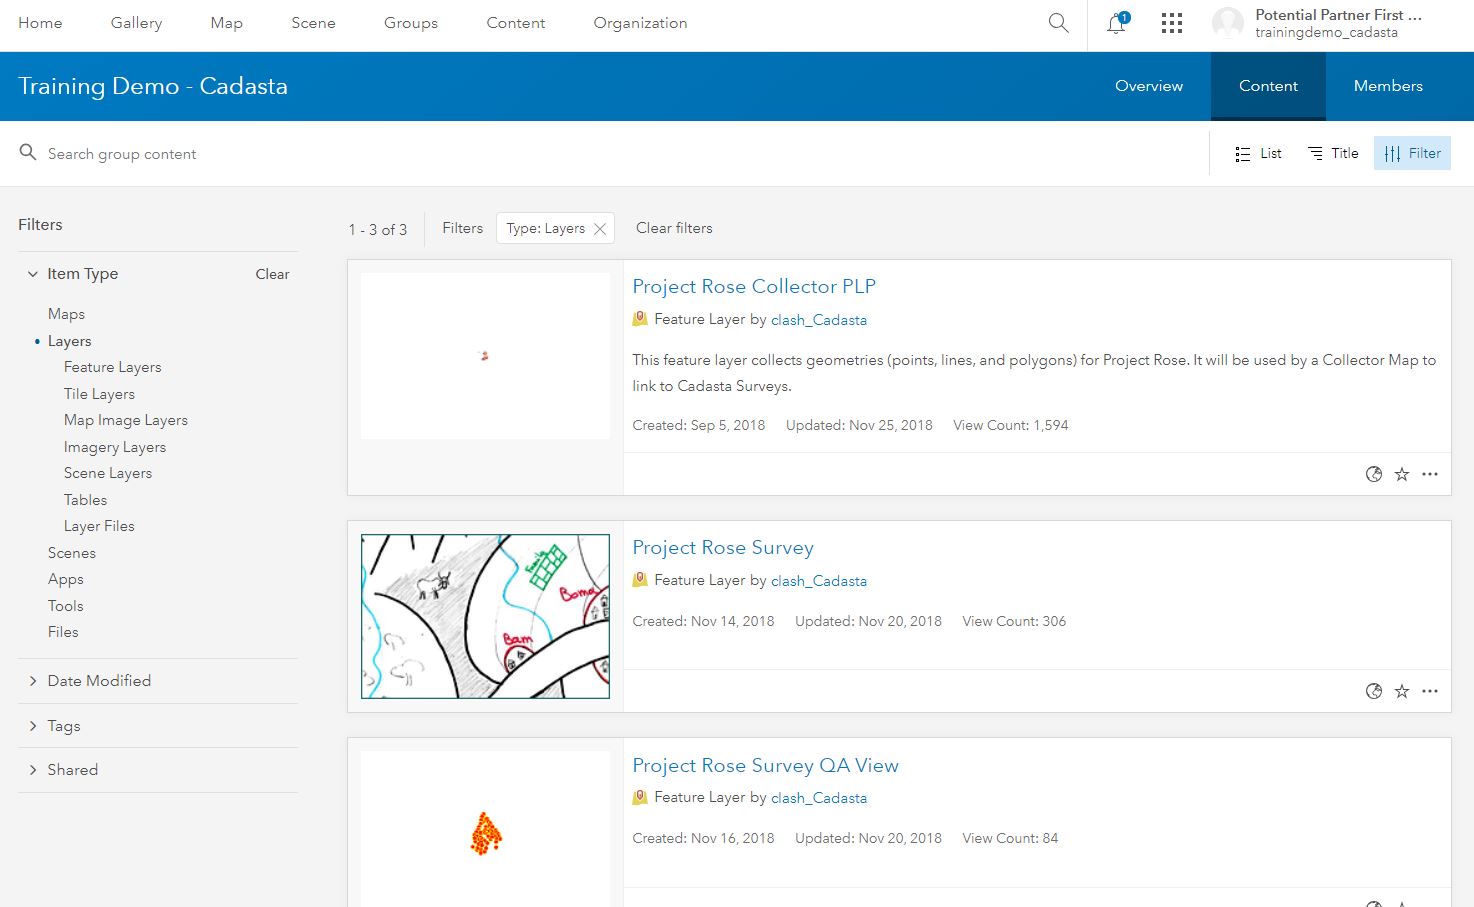 Home Gallery Map Scene Groups Content Organization
1
Potential Partner First ...
trainingdemo_cadasta
Training Demo - Cadasta
Overview Content Members
Search group content
List Title Filter
Filters
Item Type Clear
Maps
Layers
Feature Layers
Tile Layers
Map Image Layers
Imagery Layers
Scene Layers
Tables
Layer Files
Scenes
Apps
Tools
Files
Date Modified
Tags
Shared
1 - 3 of 3 Filters Type: Layers Clear filters
Project Rose Collector PLP
Feature Layer by clash_Cadasta
This feature layer collects geometries (points, lines, and polygons) for Project Rose. It will be used by a Collector Map to
link to Cadasta Surveys.
Created: Sep 5, 2018 Updated: Nov 25, 2018 View Count: 1,594
Boma
Bam
Project Rose Survey
Feature Layer by clash_Cadasta
Created: Nov 14, 2018 Updated: Nov 20, 2018 View Count: 306
Project Rose Survey QA View
Feature Layer by clash_Cadasta
Created: Nov 16, 2018 Updated: Nov 20, 2018 View Count: 84